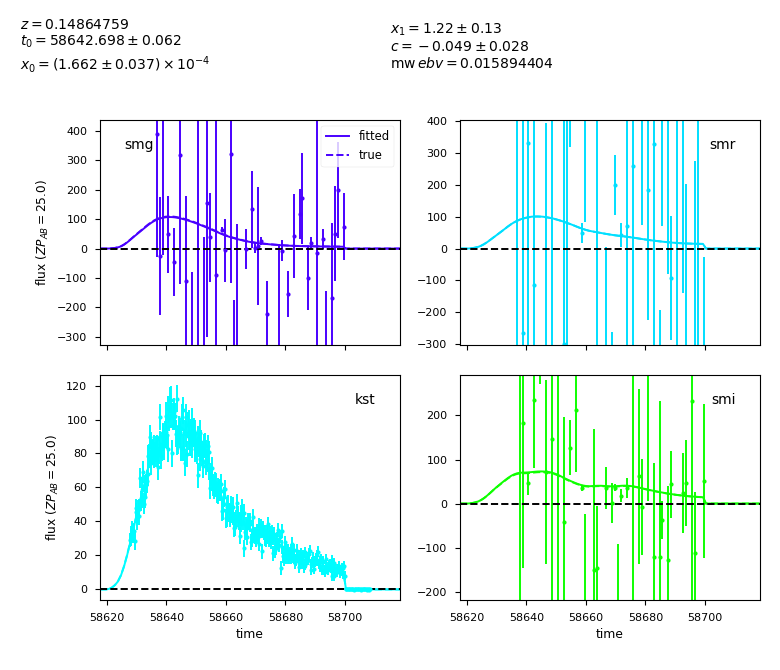 z = 0.14864759
t₀ = 58642.698 ± 0.062
x₀ = (1.662 ± 0.037) × 10⁻⁴
x₁ = 1.22 ± 0.13
c = −0.049 ± 0.028
mw ebv = 0.015894404
smg
fitted
true
flux (ZP_AB = 25.0)
400
300
200
100
0
−100
−200
−300
smr
400
300
200
100
0
−100
−200
−300
kst
flux (ZP_AB = 25.0)
120
100
80
60
40
20
0
58620 58640 58660 58680 58700
time
smi
200
100
0
−100
−200
58620 58640 58660 58680 58700
time